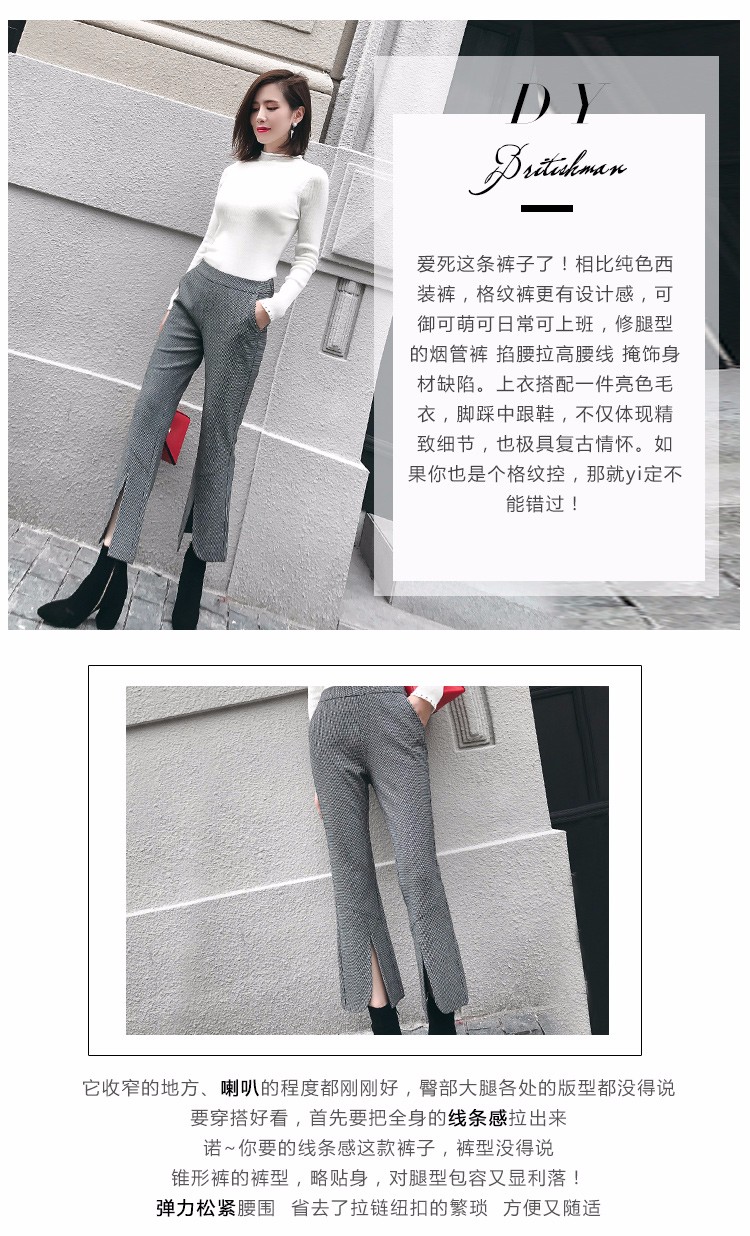 DY
Britishman
爱死这条裤子了！相比纯色西
装裤，格纹裤更有设计感，可
御可萌可日常可上班，修腿型
的烟管裤 掐腰拉高腰线 掩饰身
材缺陷。上衣搭配一件亮色毛
衣，脚踩中跟鞋，不仅体现精
致细节，也极具复古情怀。如
果你也是个格纹控，那就yi定不
能错过！
它收窄的地方、喇叭的程度都刚刚好，臀部大腿各处的版型都没得说
要穿搭好看，首先要把全身的线条感拉出来
诺~你要的线条感这款裤子，裤型没得说
锥形裤的裤型，略贴身，对腿型包容又显利落！
弹力松紧腰围 省去了拉链纽扣的繁琐 方便又随适